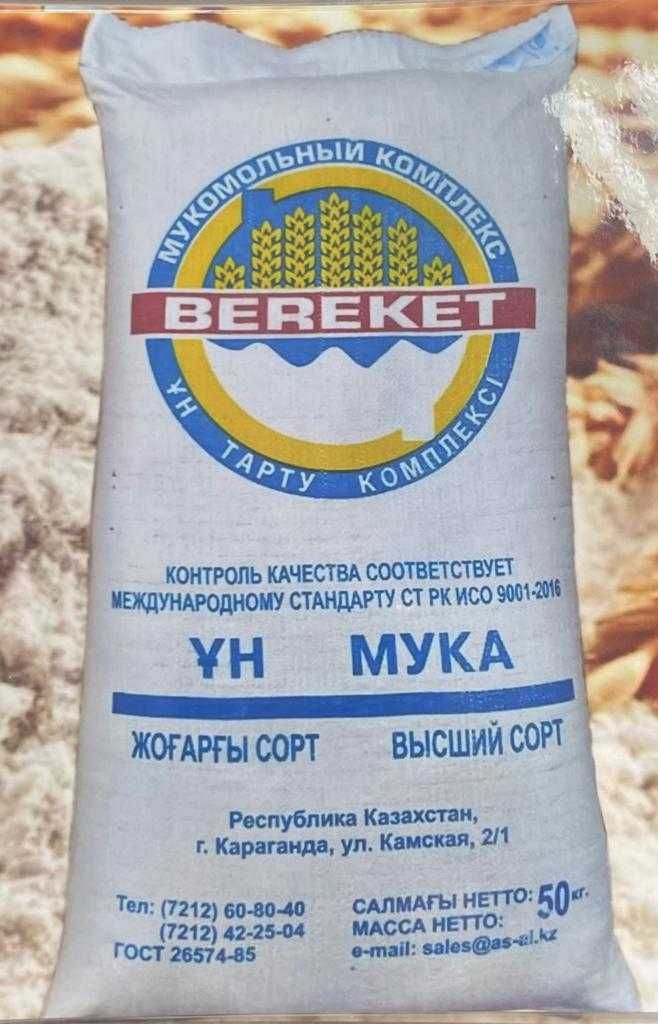 МУКОМОЛЬНЫЙ КОМПЛЕКС
BEREKET
ҰН ТАРТУ КОМПЛЕКСІ
КОНТРОЛЬ КАЧЕСТВА СООТВЕТСТВУЕТ
МЕЖДУНАРОДНОМУ СТАНДАРТУ СТ РК ИСО 9001-2016
ҰН МУКА
ЖОҒАРҒЫ СОРТ ВЫСШИЙ СОРТ
Республика Казахстан,
г. Караганда, ул. Камская, 2/1
Тел: (7212) 60-80-40
(7212) 42-25-04
ГОСТ 26574-85
САЛМАҒЫ НЕТТО: 50 кг.
МАССА НЕТТО:
e-mail: sales@as-al.kz